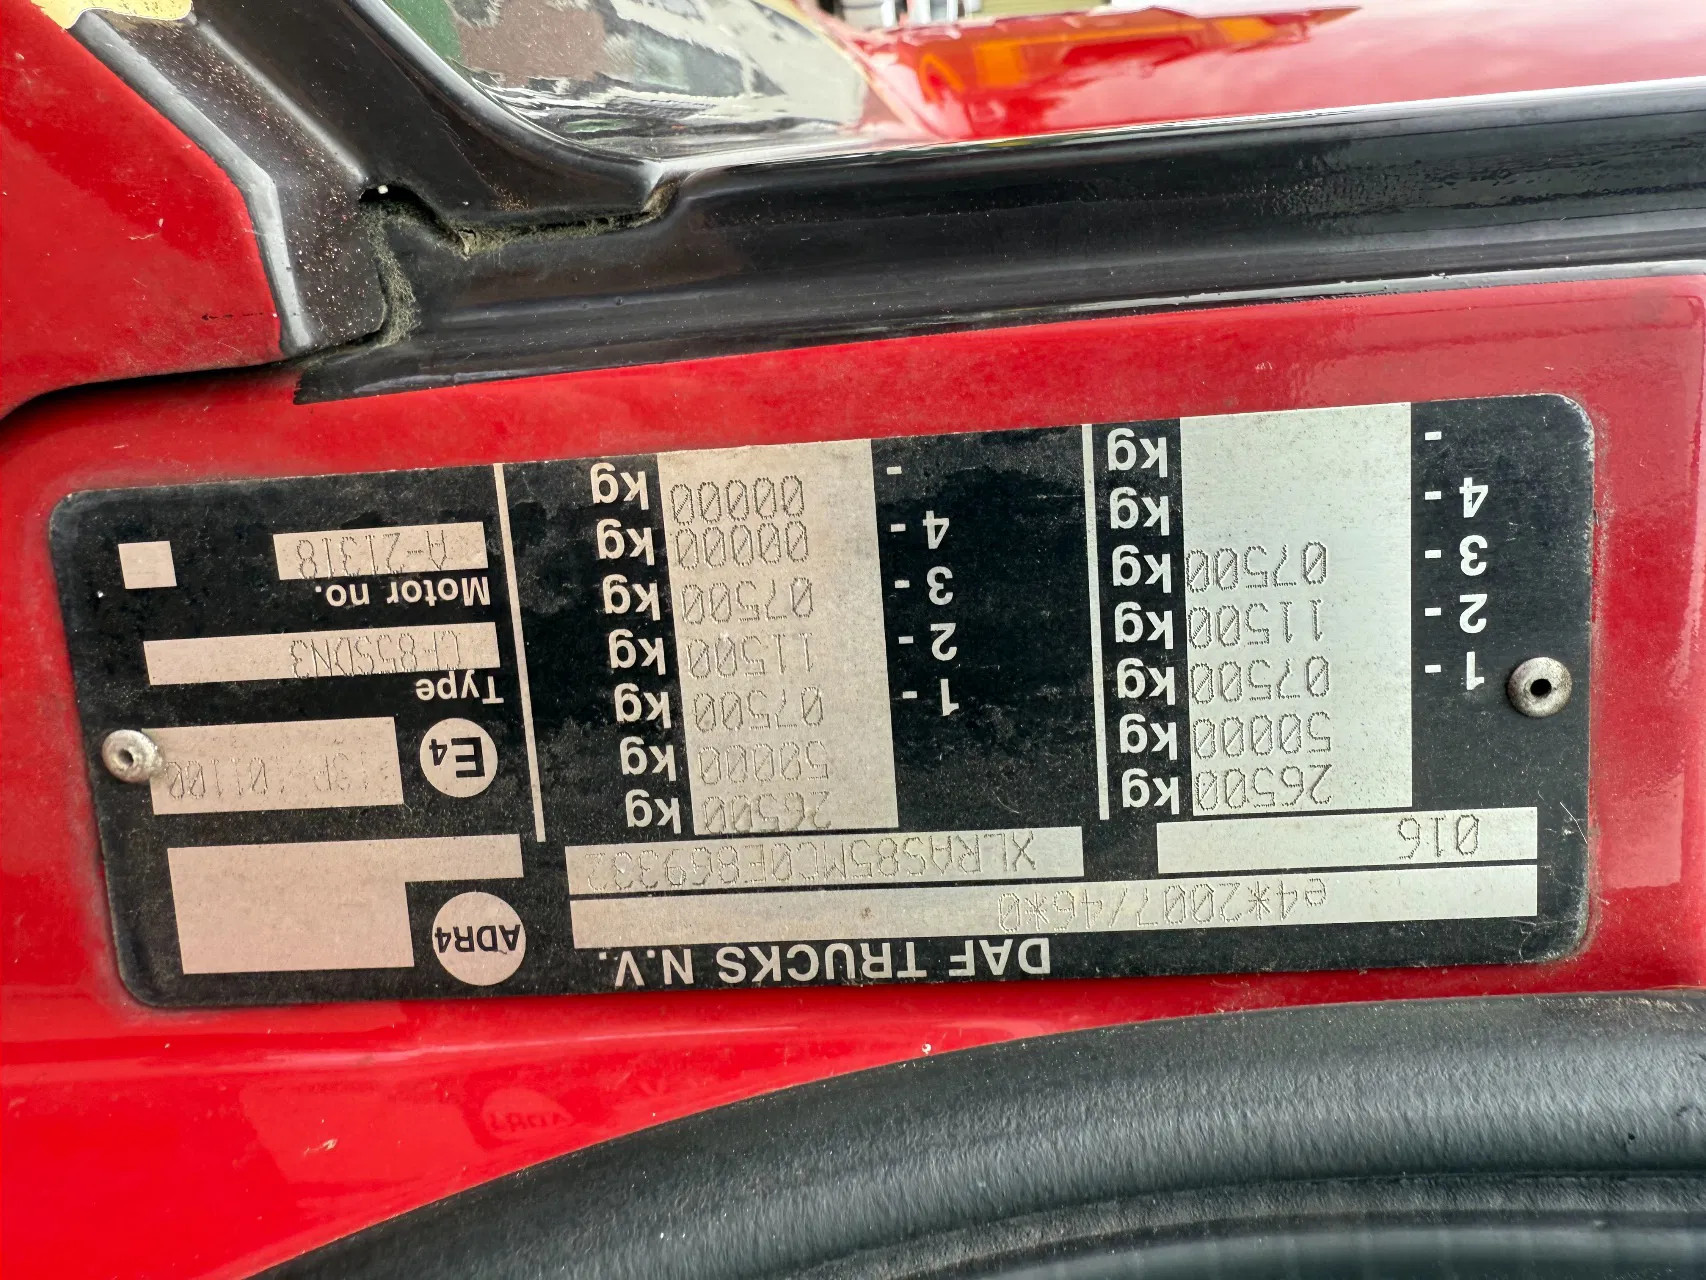 DAF TRUCKS N.V.
e4*2007/46*0
016
XLRAS85MC0E869332
26500 kg
50000 kg
1 - 07500 kg
2 - 11500 kg
3 - 07500 kg
4 - kg
- kg
26500 kg
50000 kg
1 - 07500 kg
2 - 11500 kg
3 - 07500 kg
4 - 00000 kg
- 00000 kg
ADR4
E4
01100
Type
CF85SDN3
Motor no.
A-21318